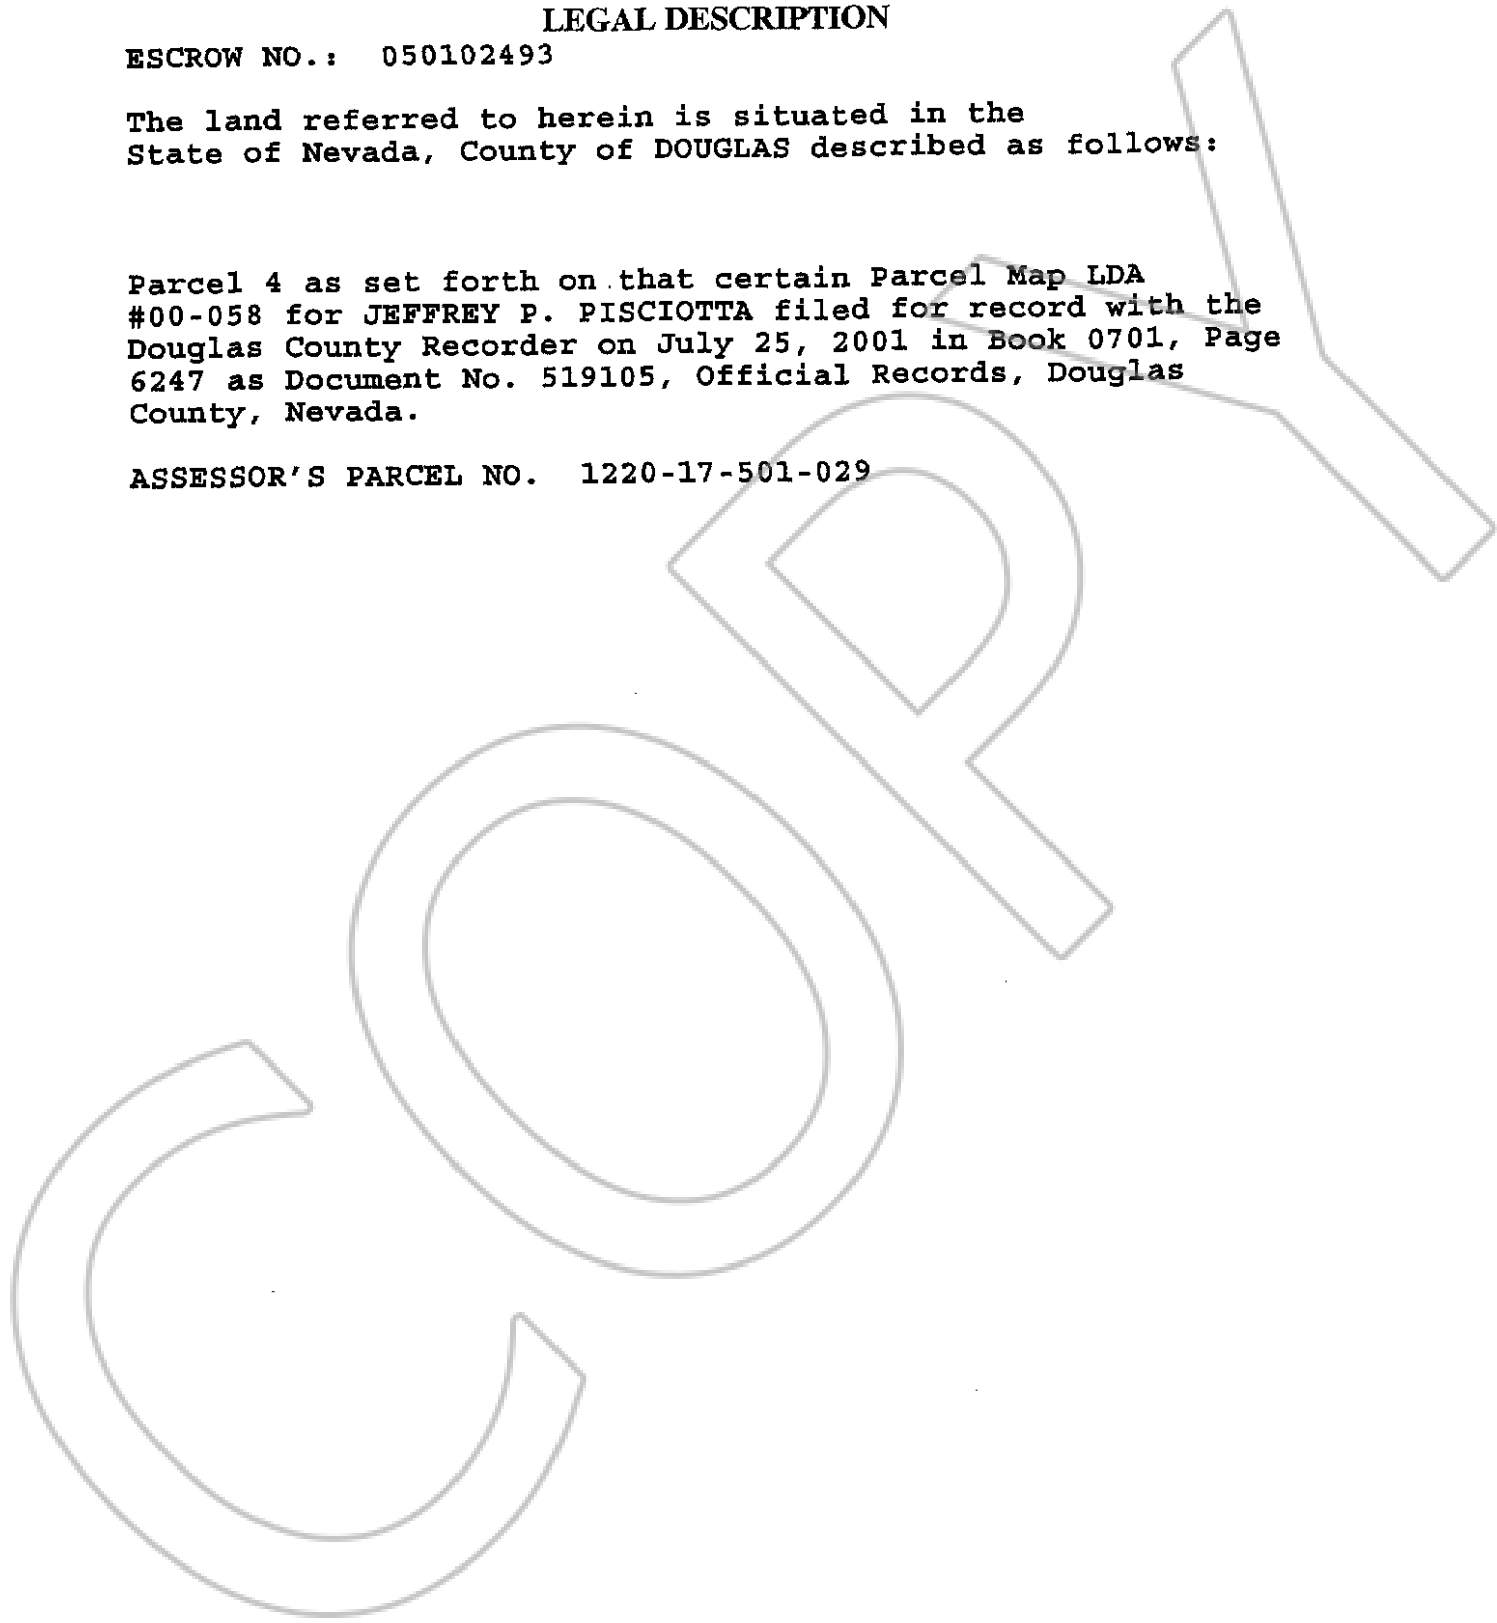 LEGAL DESCRIPTION
ESCROW NO.: 050102493
The land referred to herein is situated in the
State of Nevada, County of DOUGLAS described as follows:
Parcel 4 as set forth on that certain Parcel Map LDA
#00-058 for JEFFREY P. PISCIOTTA filed for record with the
Douglas County Recorder on July 25, 2001 in Book 0701, Page
6247 as Document No. 519105, Official Records, Douglas
County, Nevada.
ASSESSOR'S PARCEL NO. 1220-17-501-029
COPY